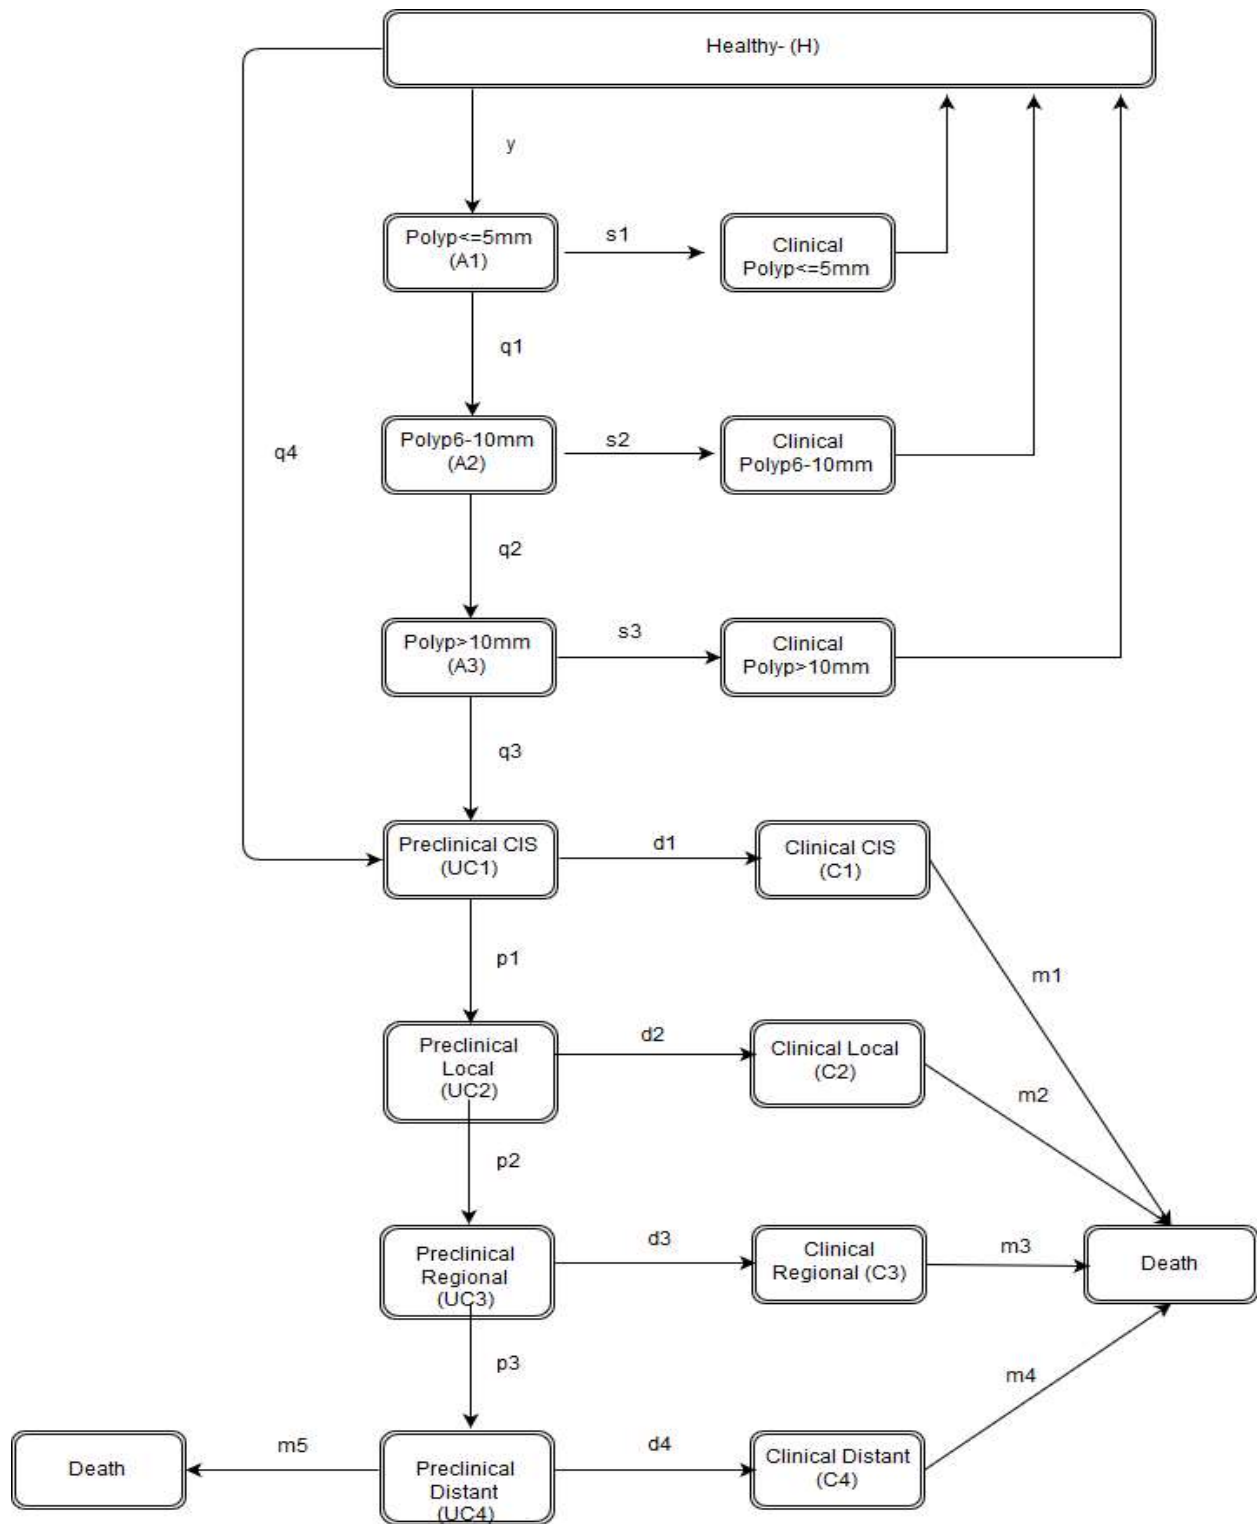 Healthy- (H)
y
Polyp<=5mm
(A1)
s1
Clinical
Polyp<=5mm
q1
q4
Polyp6-10mm
(A2)
s2
Clinical
Polyp6-10mm
q2
Polyp>10mm
(A3)
s3
Clinical
Polyp>10mm
q3
Preclinical CIS
(UC1)
d1
Clinical CIS
(C1)
p1
m1
Preclinical
Local
(UC2)
d2
Clinical Local
(C2)
m2
p2
Preclinical
Regional
(UC3)
d3
Clinical
Regional (C3)
m3
Death
p3
m4
Death
m5
Preclinical
Distant
(UC4)
d4
Clinical Distant
(C4)